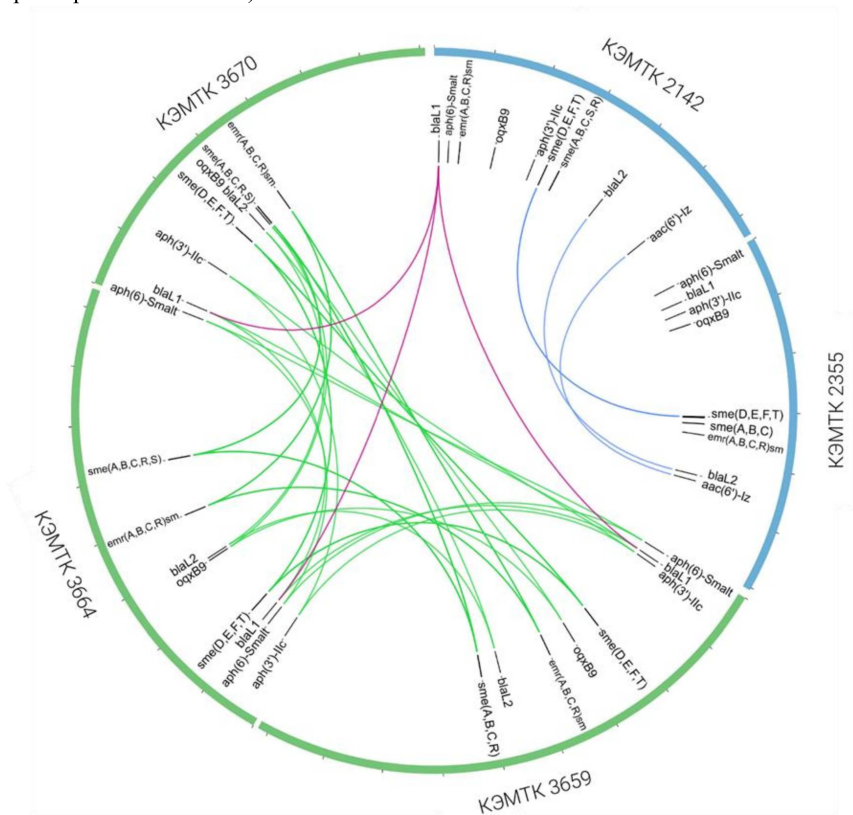 КЭМТК 2142
blaL1
aph(6)-Smalt
emr(A,B,C,R)sm
oqxB9
aph(3')-IIc
sme(D,E,F,T)
sme(A,B,C,S,R)
blaL2
aac(6')-Iz
КЭМТК 2355
aph(6)-Smalt
blaL1
aph(3')-IIc
oqxB9
sme(D,E,F,T)
sme(A,B,C)
emr(A,B,C,R)sm
blaL2
aac(6')-Iz
КЭМТК 3659
aph(6)-Smalt
blaL1
aph(3')-IIc
sme(D,E,F,T)
oqxB9
emr(A,B,C,R)sm
blaL2
sme(A,B,C,R)
КЭМТК 3664
aph(3')-IIc
aph(6)-Smalt
blaL1
sme(D,E,F,T)
oqxB9
blaL2
emr(A,B,C,R)sm
sme(A,B,C,R,S)
КЭМТК 3670
aph(6)-Smalt
blaL1
aph(3')-IIc
sme(D,E,F,T)
oqxB9 blaL2
sme(A,B,C,R,S)
emr(A,B,C,R)sm